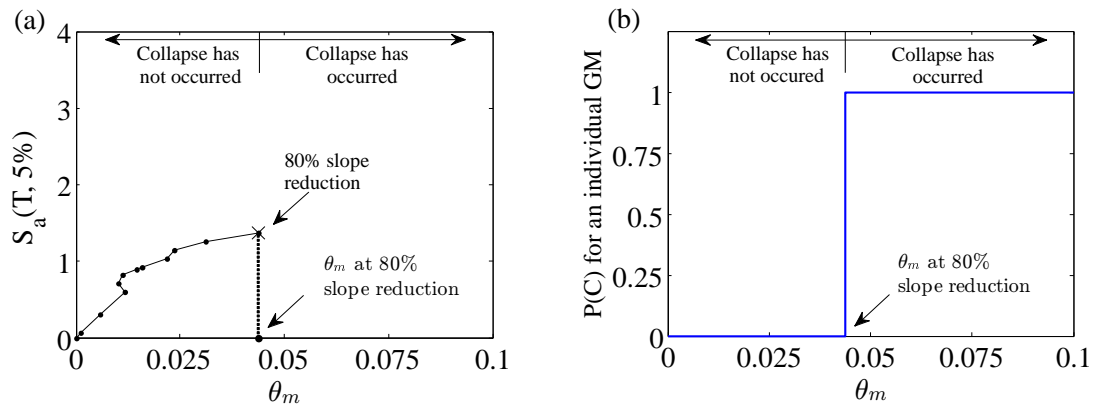 (a)
4
3
2
1
0
S_a(T, 5%)
Collapse has
not occurred
Collapse has
occurred
80% slope
reduction
θ_m at 80%
slope reduction
0
0.025
0.05
0.075
0.1
θ_m
(b)
1
0.75
0.5
0.25
0
P(C) for an individual GM
Collapse has
not occurred
Collapse has
occurred
θ_m at 80%
slope reduction
0
0.025
0.05
0.075
0.1
θ_m